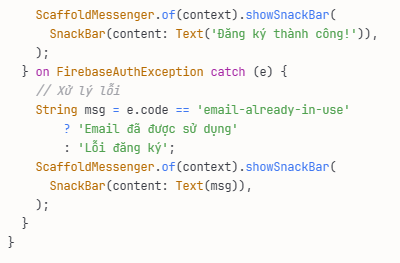 ScaffoldMessenger.of(context).showSnackBar(
SnackBar(content: Text('Đăng ký thành công!')),
);
} on FirebaseAuthException catch (e) {
// Xử lý lỗi
String msg = e.code == 'email-already-in-use'
? 'Email đã được sử dụng'
: 'Lỗi đăng ký';
ScaffoldMessenger.of(context).showSnackBar(
SnackBar(content: Text(msg)),
);
}
}